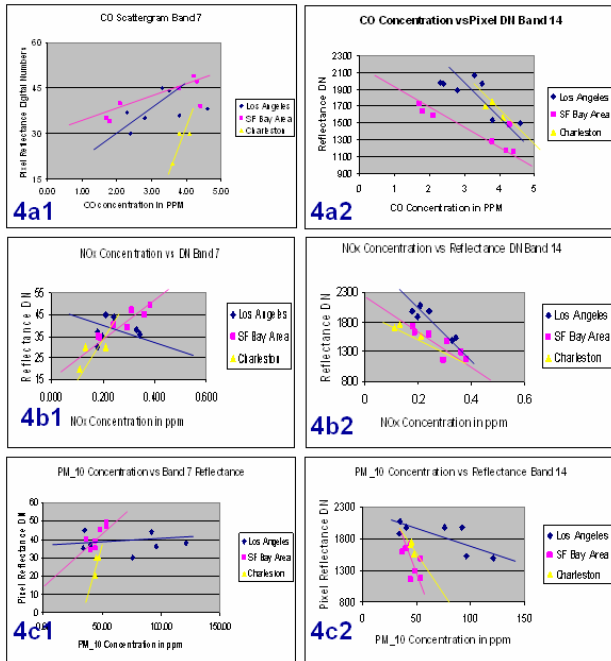 CO Scattergram Band 7
Pixel Reflectance Digital Numbers
60
45
30
15
0.00
1.00
2.00
3.00
4.00
5.00
CO concentration in PPM
Los Angeles
SF Bay Area
Charleston
4a1
CO Concentration vsPixel DN Band 14
Reflectance DN
2300
2100
1900
1700
1500
1300
1100
900
0
1
2
3
4
5
CO Concentration in PPM
Los Angeles
SF Bay Area
Charleston
4a2
NOx Concentration vs DN Band 7
Reflectance DN
55
45
35
25
15
0.000
0.200
0.400
0.600
NOx Concentration in ppm
Los Angeles
SF Bay Area
Charleston
4b1
NOx Concentration vs Reflectance DN Band 14
Reflectance DN
2300
1800
1300
800
0
0.2
0.4
0.6
NOx Concentration in ppm
Los Angeles
SF Bay Area
Charleston
4b2
PM_10 Concentration vs Band 7 Reflectance
Pixel Reflectance DN
60
50
40
30
20
10
0
0.00
50.00
100.00
150.00
PM_10 Concentration in ppm
Los Angeles
SF Bay Area
Charleston
4c1
PM_10 Concentration vs Reflectance Band 14
Pixel Reflectance DN
2300
1800
1300
800
0
50
100
150
PM_10 Concentration in ppm
Los Angeles
SF Bay Area
Charleston
4c2